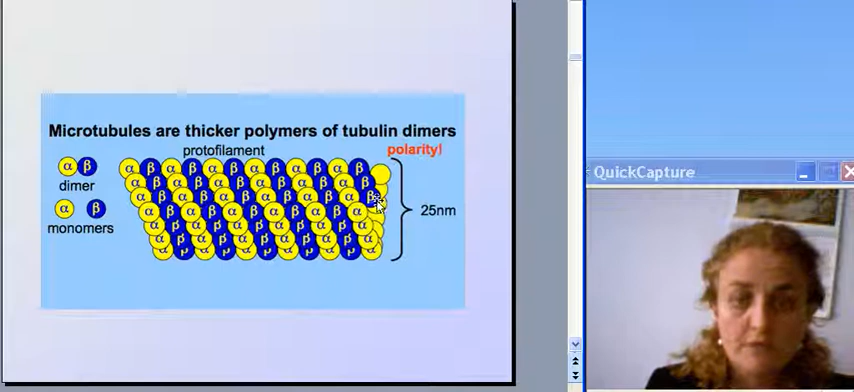 Microtubules are thicker polymers of tubulin dimers
protofilament
polarity!
α β
dimer
α β
monomers
α β α β α β α β α β α β
α β α β α β α β α β α β
α β α β α β α β α β α β
α β α β α β α β α β α
α β α β α β α β α β α
α β α β α β α β α β α
α β α β α β α β α β α
25nm
QuickCapture